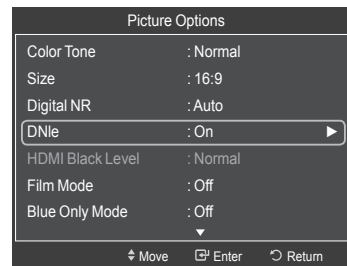 Picture Options
Color Tone : Normal
Size : 16:9
Digital NR : Auto
DNIe : On ►
HDMI Black Level : Normal
Film Mode : Off
Blue Only Mode : Off
▼
Move Enter Return